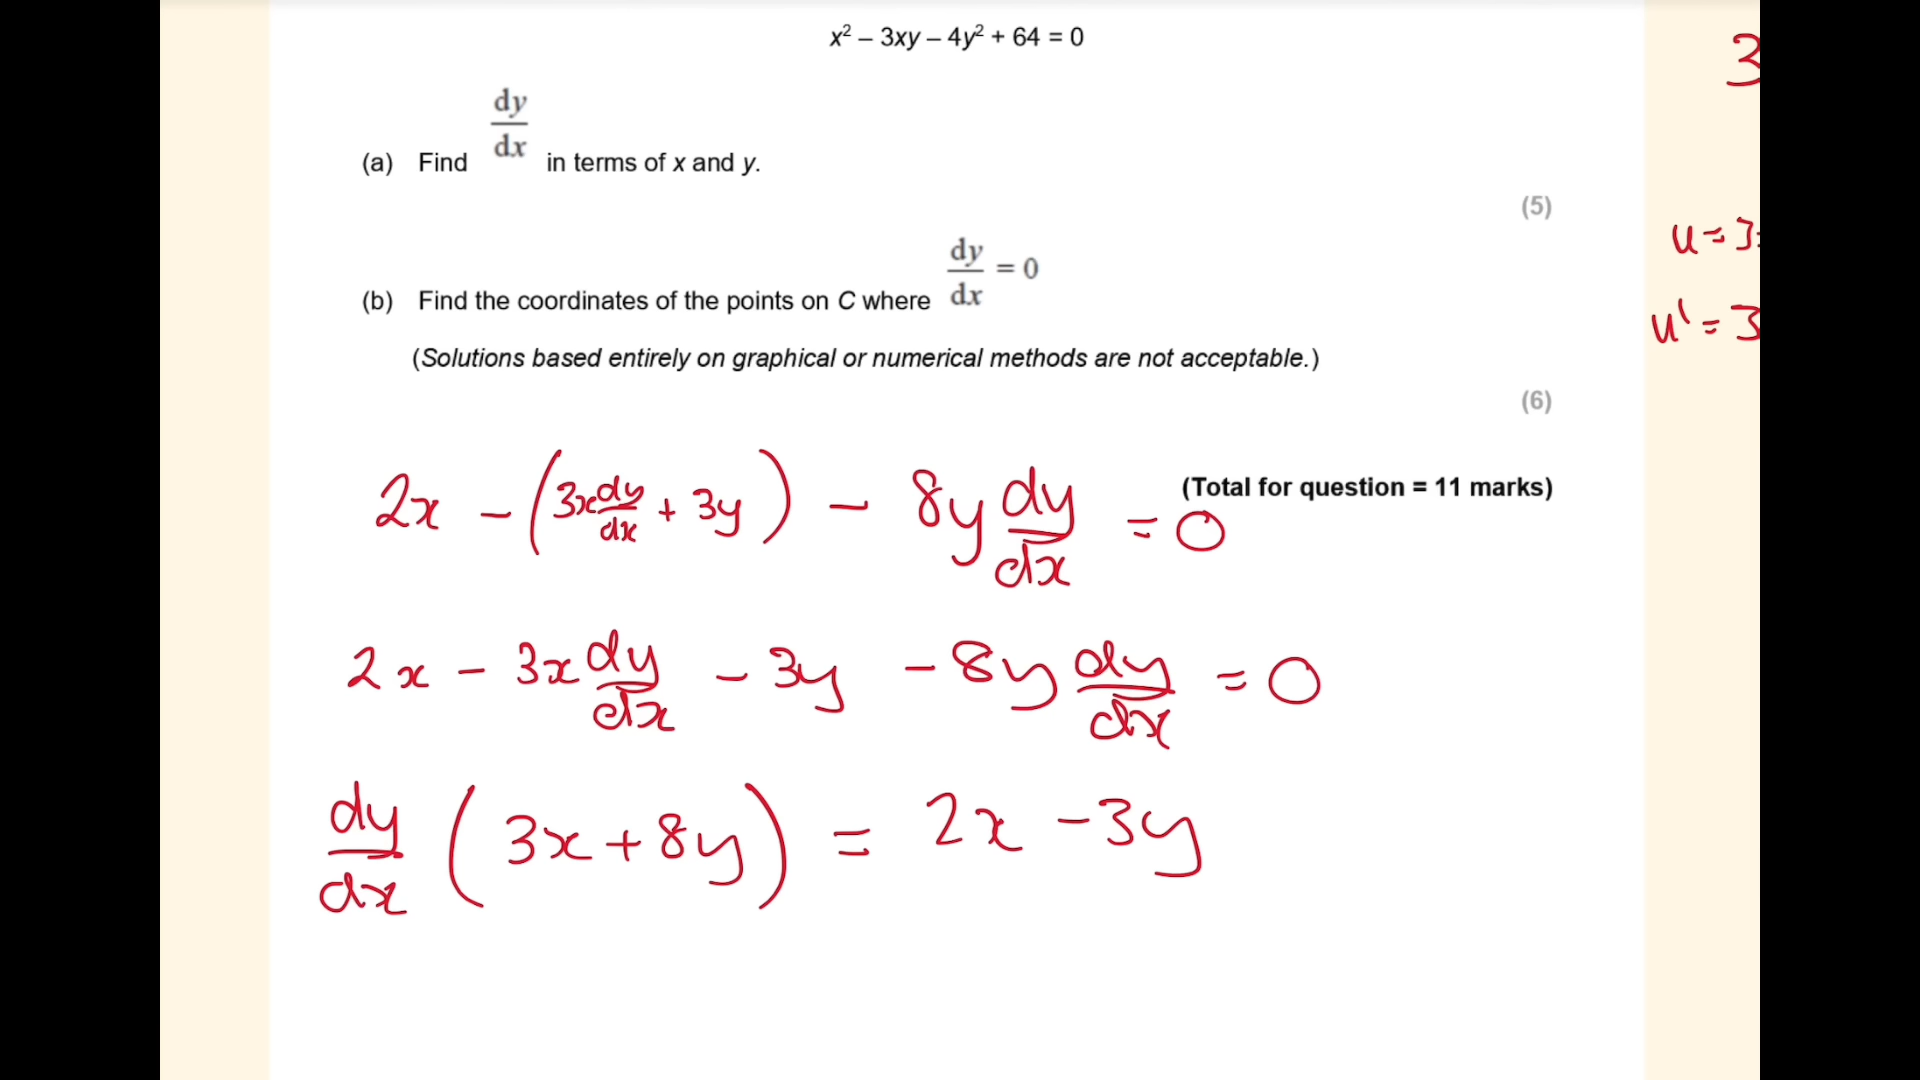 x² – 3xy – 4y² + 64 = 0
3
(a) Find dy/dx in terms of x and y.
(5)
u = 3
(b) Find the coordinates of the points on C where dy/dx = 0
u' = 3
(Solutions based entirely on graphical or numerical methods are not acceptable.)
(6)
(Total for question = 11 marks)
2x - (3x dy/dx + 3y) - 8y dy/dx = 0
2x - 3x dy/dx - 3y - 8y dy/dx = 0
dy/dx (3x + 8y) = 2x - 3y